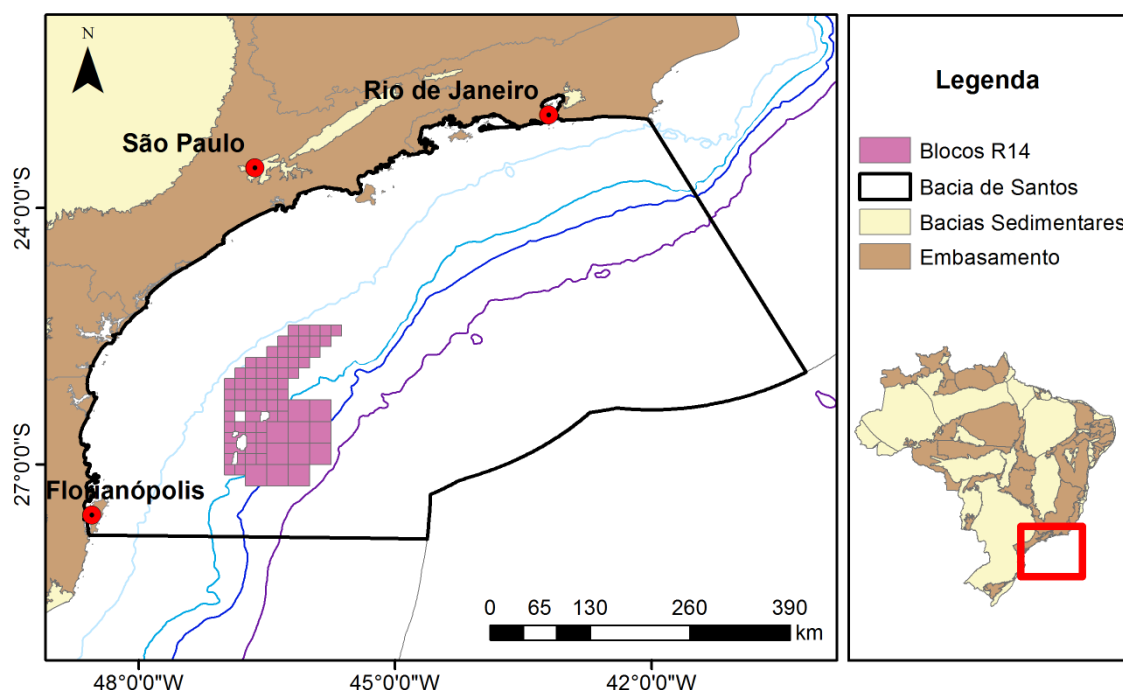 N
Rio de Janeiro
São Paulo
Florianópolis
24°0'0"S
27°0'0"S
48°0'0"W
45°0'0"W
42°0'0"W
0 65 130 260 390
km
Legenda
Blocos R14
Bacia de Santos
Bacias Sedimentares
Embasamento